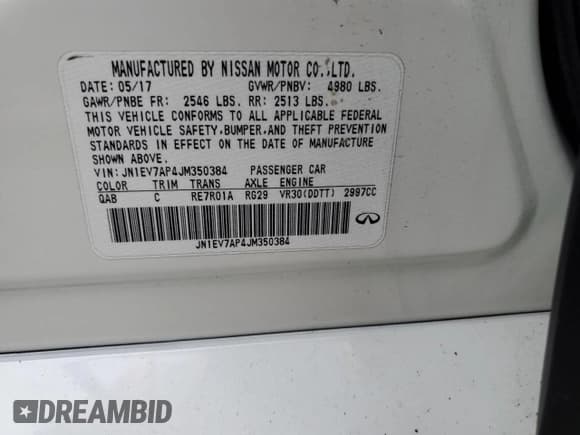 MANUFACTURED BY NISSAN MOTOR CO.,LTD.
DATE: 05/17 GVWR/PNBV: 4980 LBS.
GAWR/PNBE FR: 2546 LBS. RR: 2513 LBS.
THIS VEHICLE CONFORMS TO ALL APPLICABLE FEDERAL
MOTOR VEHICLE SAFETY,BUMPER,AND THEFT PREVENTION
STANDARDS IN EFFECT ON THE DATE OF MANUFACTURE
SHOWN ABOVE.
VIN:JN1EV7AP4JM350384 PASSENGER CAR
COLOR TRIM TRANS AXLE ENGINE
QAB C RE7R01A RG29 VR30(DDTT) 2997CC
JN1EV7AP4JM350384
DREAMBID